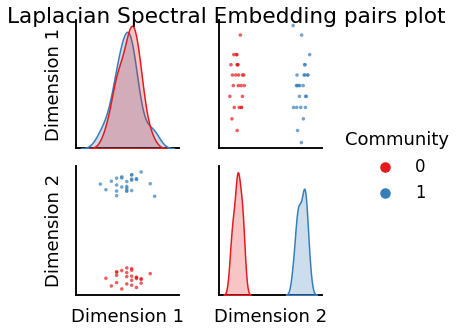 Laplacian Spectral Embedding pairs plot
Dimension 1
Community
0
1
Dimension 2
Dimension 1
Dimension 2